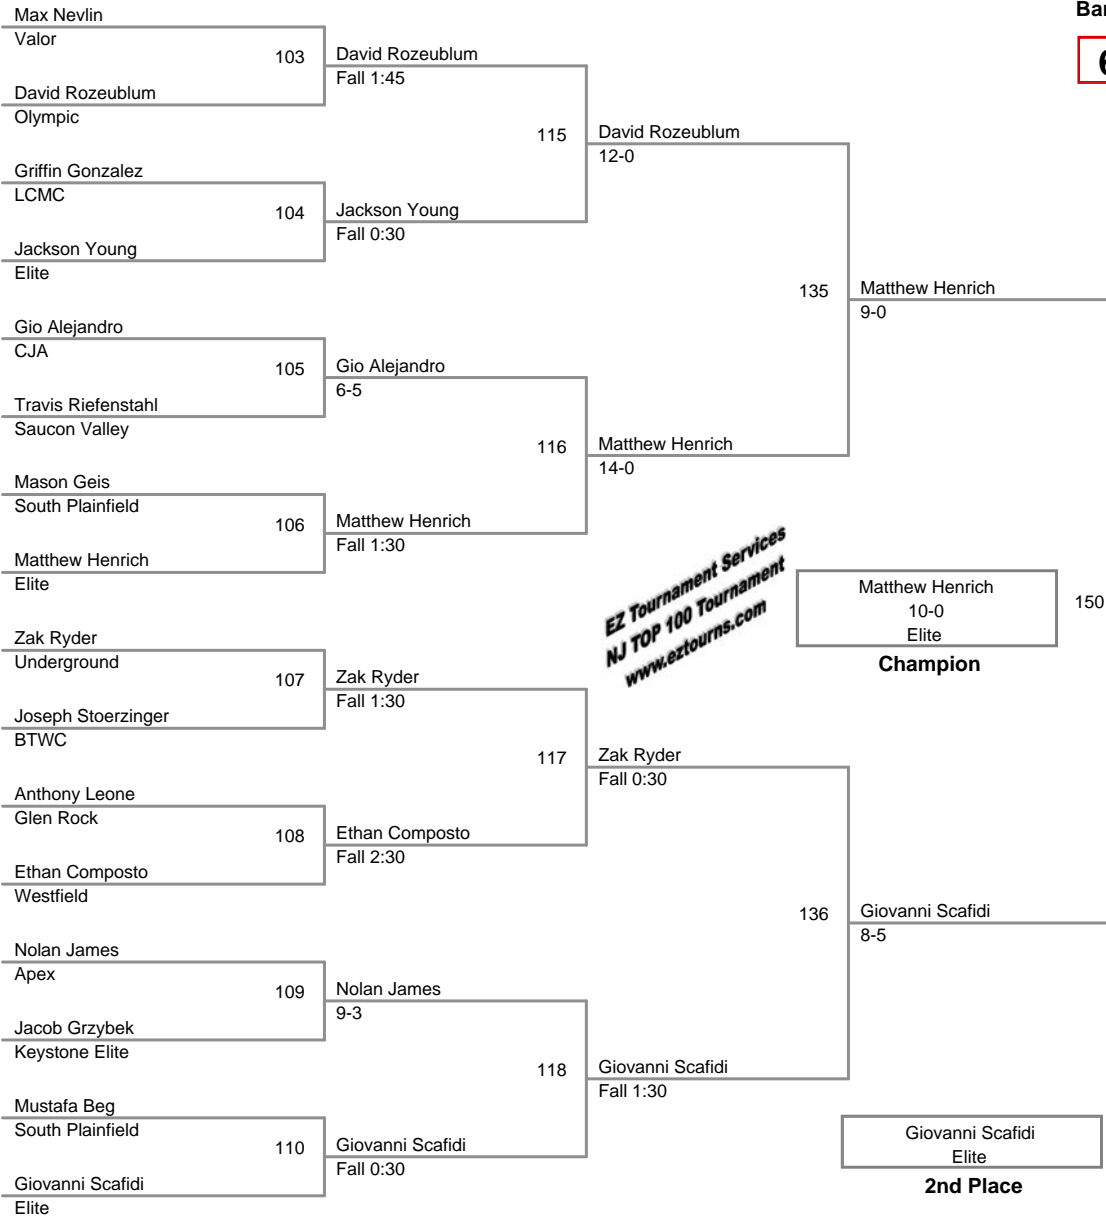 Max Nevlin
Valor
103
David Rozeublum
Fall 1:45
David Rozeublum
Olympic
115
David Rozeublum
12-0
Griffin Gonzalez
LCMC
104
Jackson Young
Fall 0:30
Jackson Young
Elite
135
Matthew Henrich
9-0
Gio Alejandro
CJA
105
Gio Alejandro
6-5
Travis Riefenstahl
Saucon Valley
116
Matthew Henrich
14-0
Mason Geis
South Plainfield
106
Matthew Henrich
Fall 1:30
Matthew Henrich
Elite
EZ Tournament Services
NJ TOP 100 Tournament
www.eztourns.com
Matthew Henrich
10-0
Elite
150
Champion
Zak Ryder
Underground
107
Zak Ryder
Fall 1:30
Joseph Stoerzinger
BTWC
117
Zak Ryder
Fall 0:30
Anthony Leone
Glen Rock
108
Ethan Composto
Fall 2:30
Ethan Composto
Westfield
136
Giovanni Scafidi
8-5
Nolan James
Apex
109
Nolan James
9-3
Jacob Grzybek
Keystone Elite
118
Giovanni Scafidi
Fall 1:30
Mustafa Beg
South Plainfield
110
Giovanni Scafidi
Fall 0:30
Giovanni Scafidi
Elite
Giovanni Scafidi
Elite
2nd Place